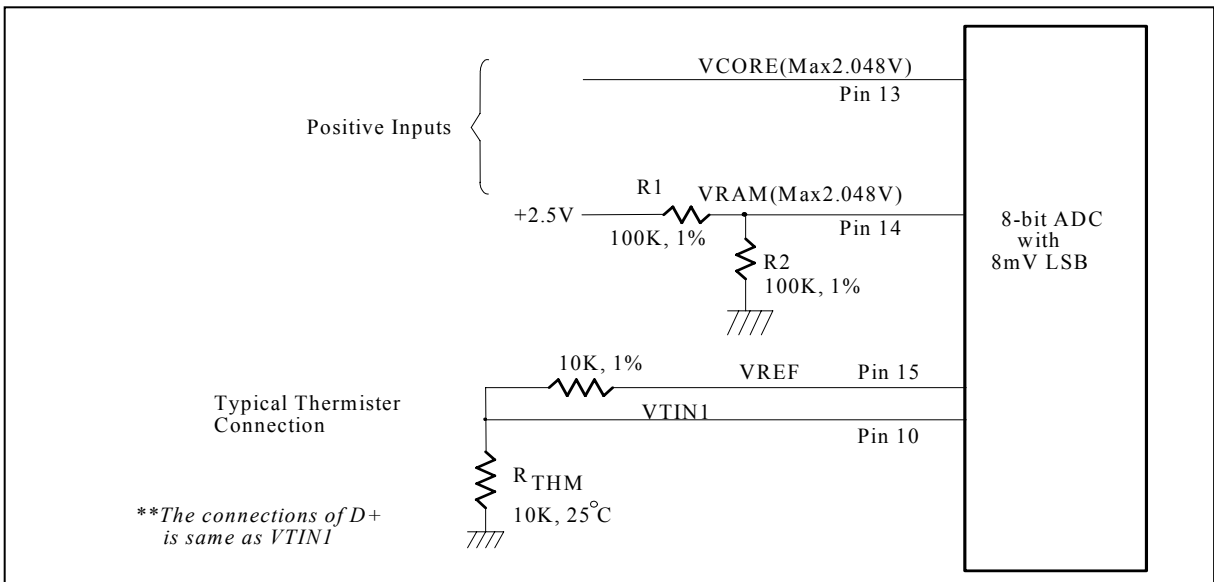 VCORE(Max2.048V)
Pin 13
Positive Inputs
R1
VRAM(Max2.048V)
+2.5V
Pin 14
100K, 1%
R2
100K, 1%
8-bit ADC
with
8mV LSB
10K, 1%
VREF
Pin 15
Typical Thermister
Connection
VTIN1
Pin 10
R THM
10K, 25°C
**The connections of D+
is same as VTIN1